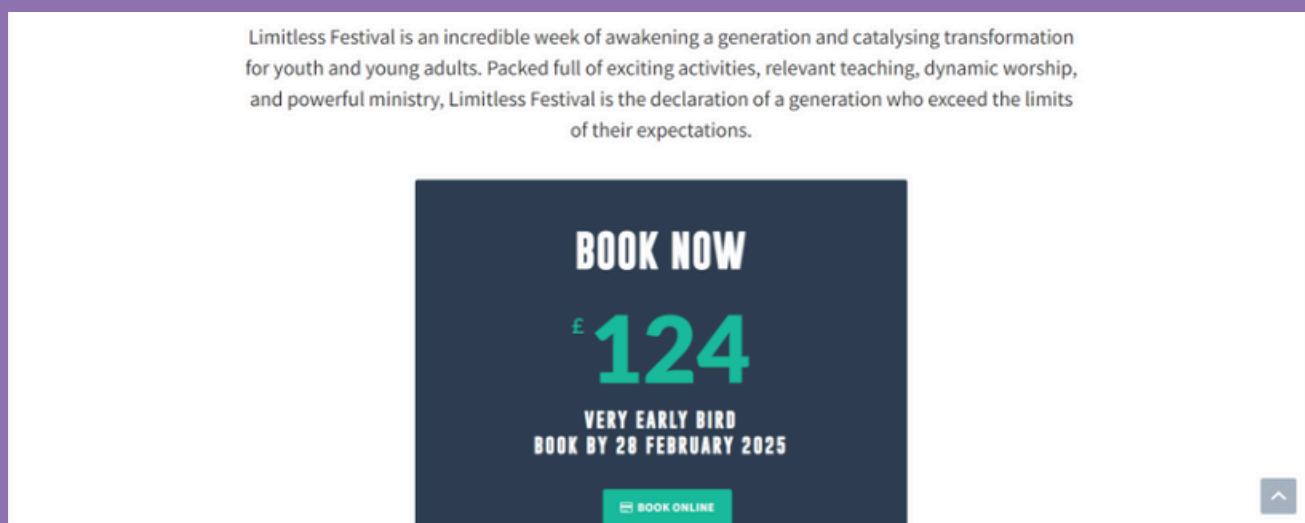 Limitless Festival is an incredible week of awakening a generation and catalysing transformation
for youth and young adults. Packed full of exciting activities, relevant teaching, dynamic worship,
and powerful ministry, Limitless Festival is the declaration of a generation who exceed the limits
of their expectations.
BOOK NOW
£124
VERY EARLY BIRD
BOOK BY 28 FEBRUARY 2025
BOOK ONLINE